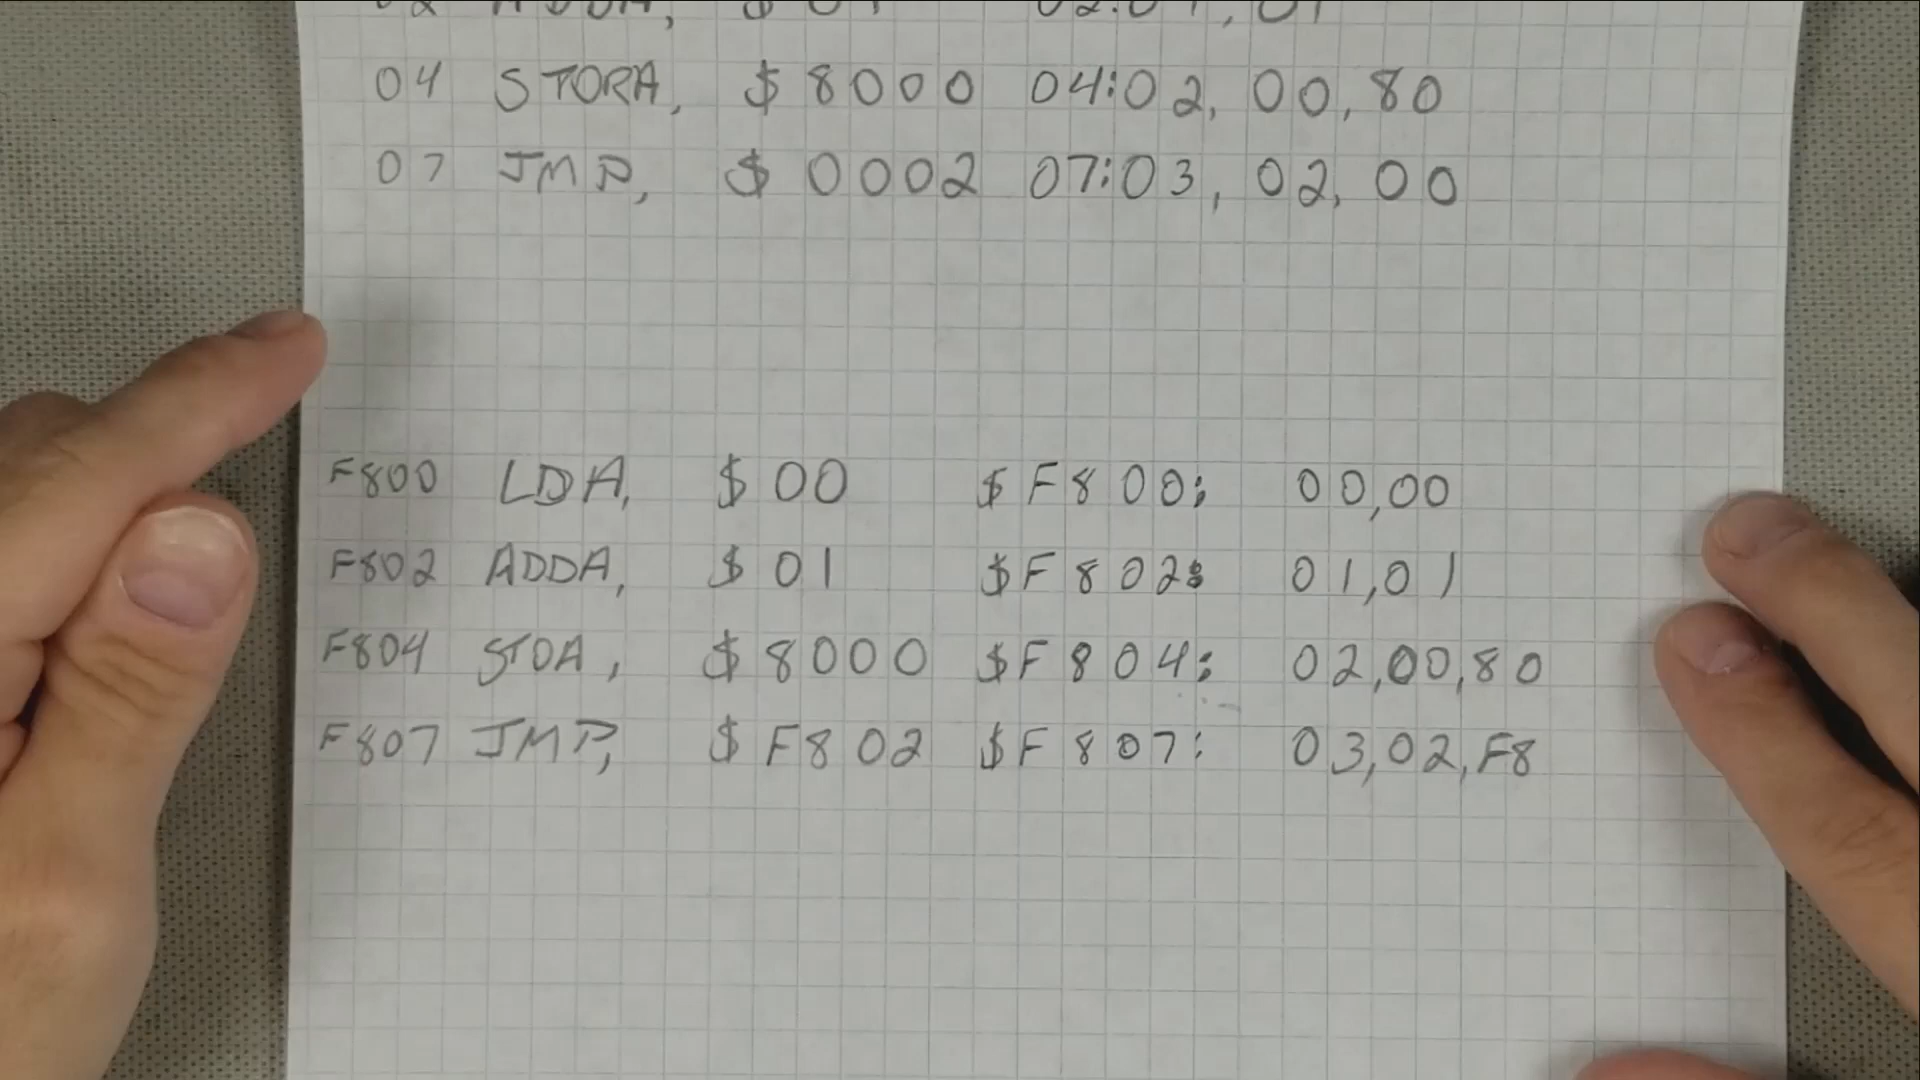 04 STORA, $ 8000 04:02, 00, 80
07 JMP, $ 0002 07:03, 02, 00
F800 LDA, $ 00 $F800: 00,00
F802 ADDA, $ 01 $F802: 01,01
F804 STOA, $ 8000 $F804: 02,00,80
F807 JMP, $ F802 $F807: 03,02,F8